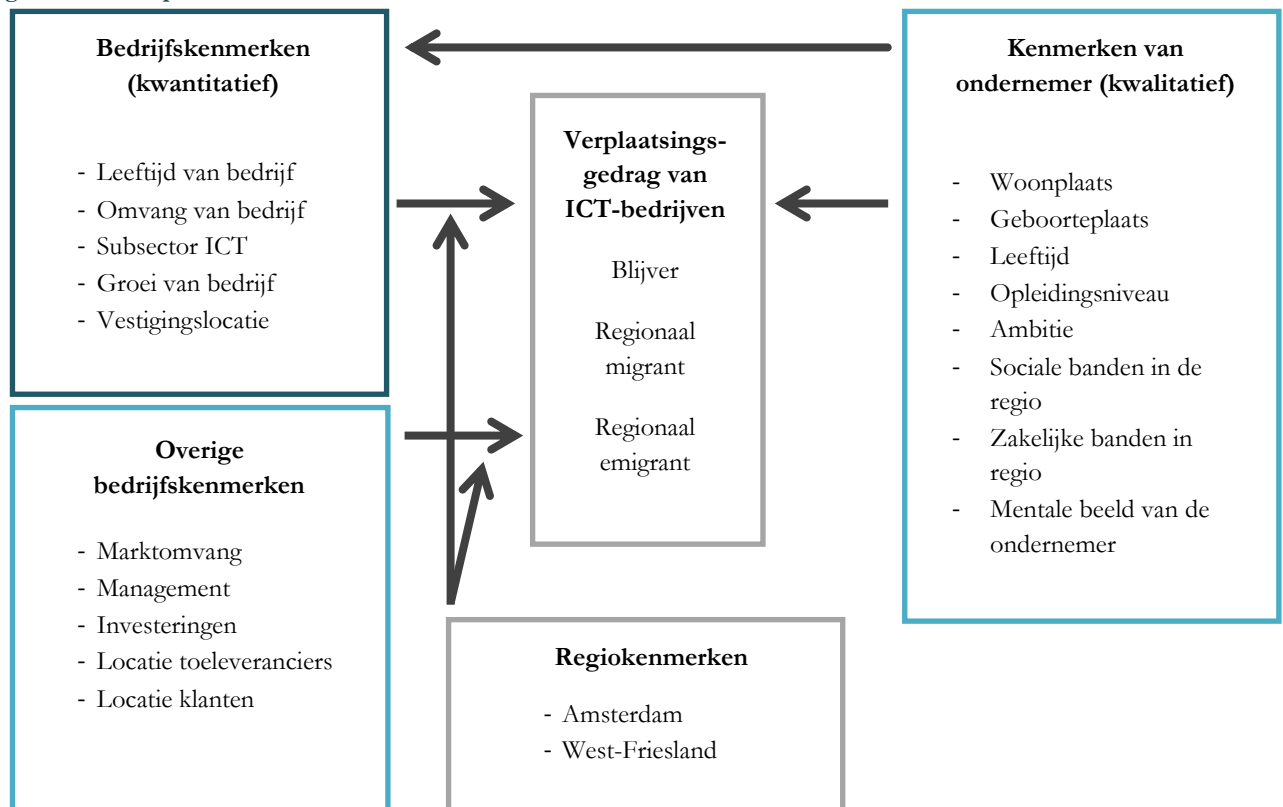 Bedrijfskenmerken
(kwantitatief)
- Leeftijd van bedrijf
- Omvang van bedrijf
- Subsector ICT
- Groei van bedrijf
- Vestigingslocatie
Overige
bedrijfskenmerken
- Marktomvang
- Management
- Investeringen
- Locatie toeleveranciers
- Locatie klanten
Verplaatsings-
gedrag van
ICT-bedrijven
Blijver
Regionaal
migrant
Regionaal
emigrant
Regiokenmerken
- Amsterdam
- West-Friesland
Kenmerken van
ondernemer (kwalitatief)
- Woonplaats
- Geboorteplaats
- Leeftijd
- Opleidingsniveau
- Ambitie
- Sociale banden in de
regio
- Zakelijke banden in
regio
- Mentale beeld van de
ondernemer